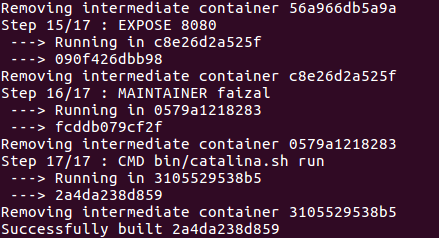 Removing intermediate container 56a966db5a9a
Step 15/17 : EXPOSE 8080
 ---> Running in c8e26d2a525f
 ---> 090f426dbb98
Removing intermediate container c8e26d2a525f
Step 16/17 : MAINTAINER faizal
 ---> Running in 0579a1218283
 ---> fcddb079cf2f
Removing intermediate container 0579a1218283
Step 17/17 : CMD bin/catalina.sh run
 ---> Running in 3105529538b5
 ---> 2a4da238d859
Removing intermediate container 3105529538b5
Successfully built 2a4da238d859